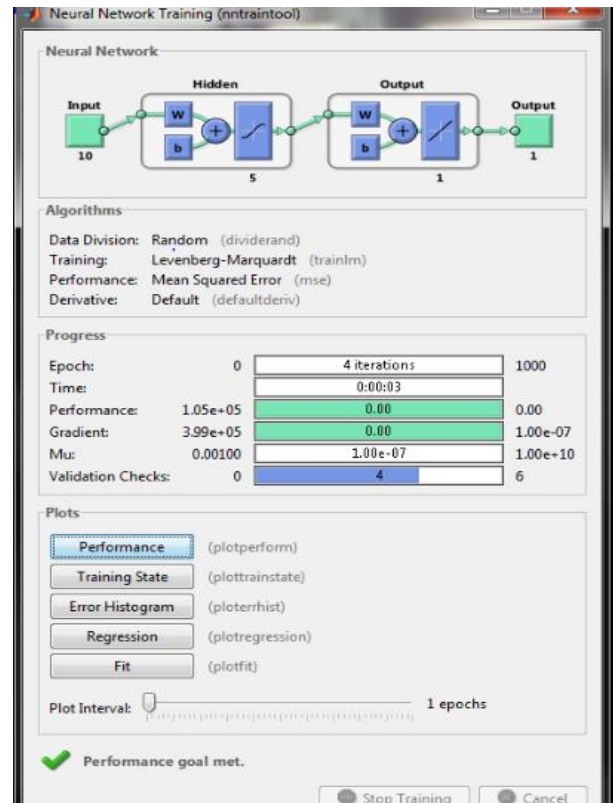 Neural Network Training (nntraintool)
Neural Network
Hidden Output
Input W W Output
b b
10 1
5 1
Algorithms
Data Division: Random (dividerand)
Training: Levenberg-Marquardt (trainlm)
Performance: Mean Squared Error (mse)
Derivative: Default (defaultderiv)
Progress
Epoch: 0 4 iterations 1000
Time: 0:00:03
Performance: 1.05e+05 0.00 0.00
Gradient: 3.99e+05 0.00 1.00e-07
Mu: 0.00100 1.00e-07 1.00e+10
Validation Checks: 0 4 6
Plots
Performance (plotperform)
Training State (plottrainstate)
Error Histogram (ploterrhist)
Regression (plotregression)
Fit (plotfit)
Plot Interval: 1 epochs
Performance goal met.
Stop Training Cancel